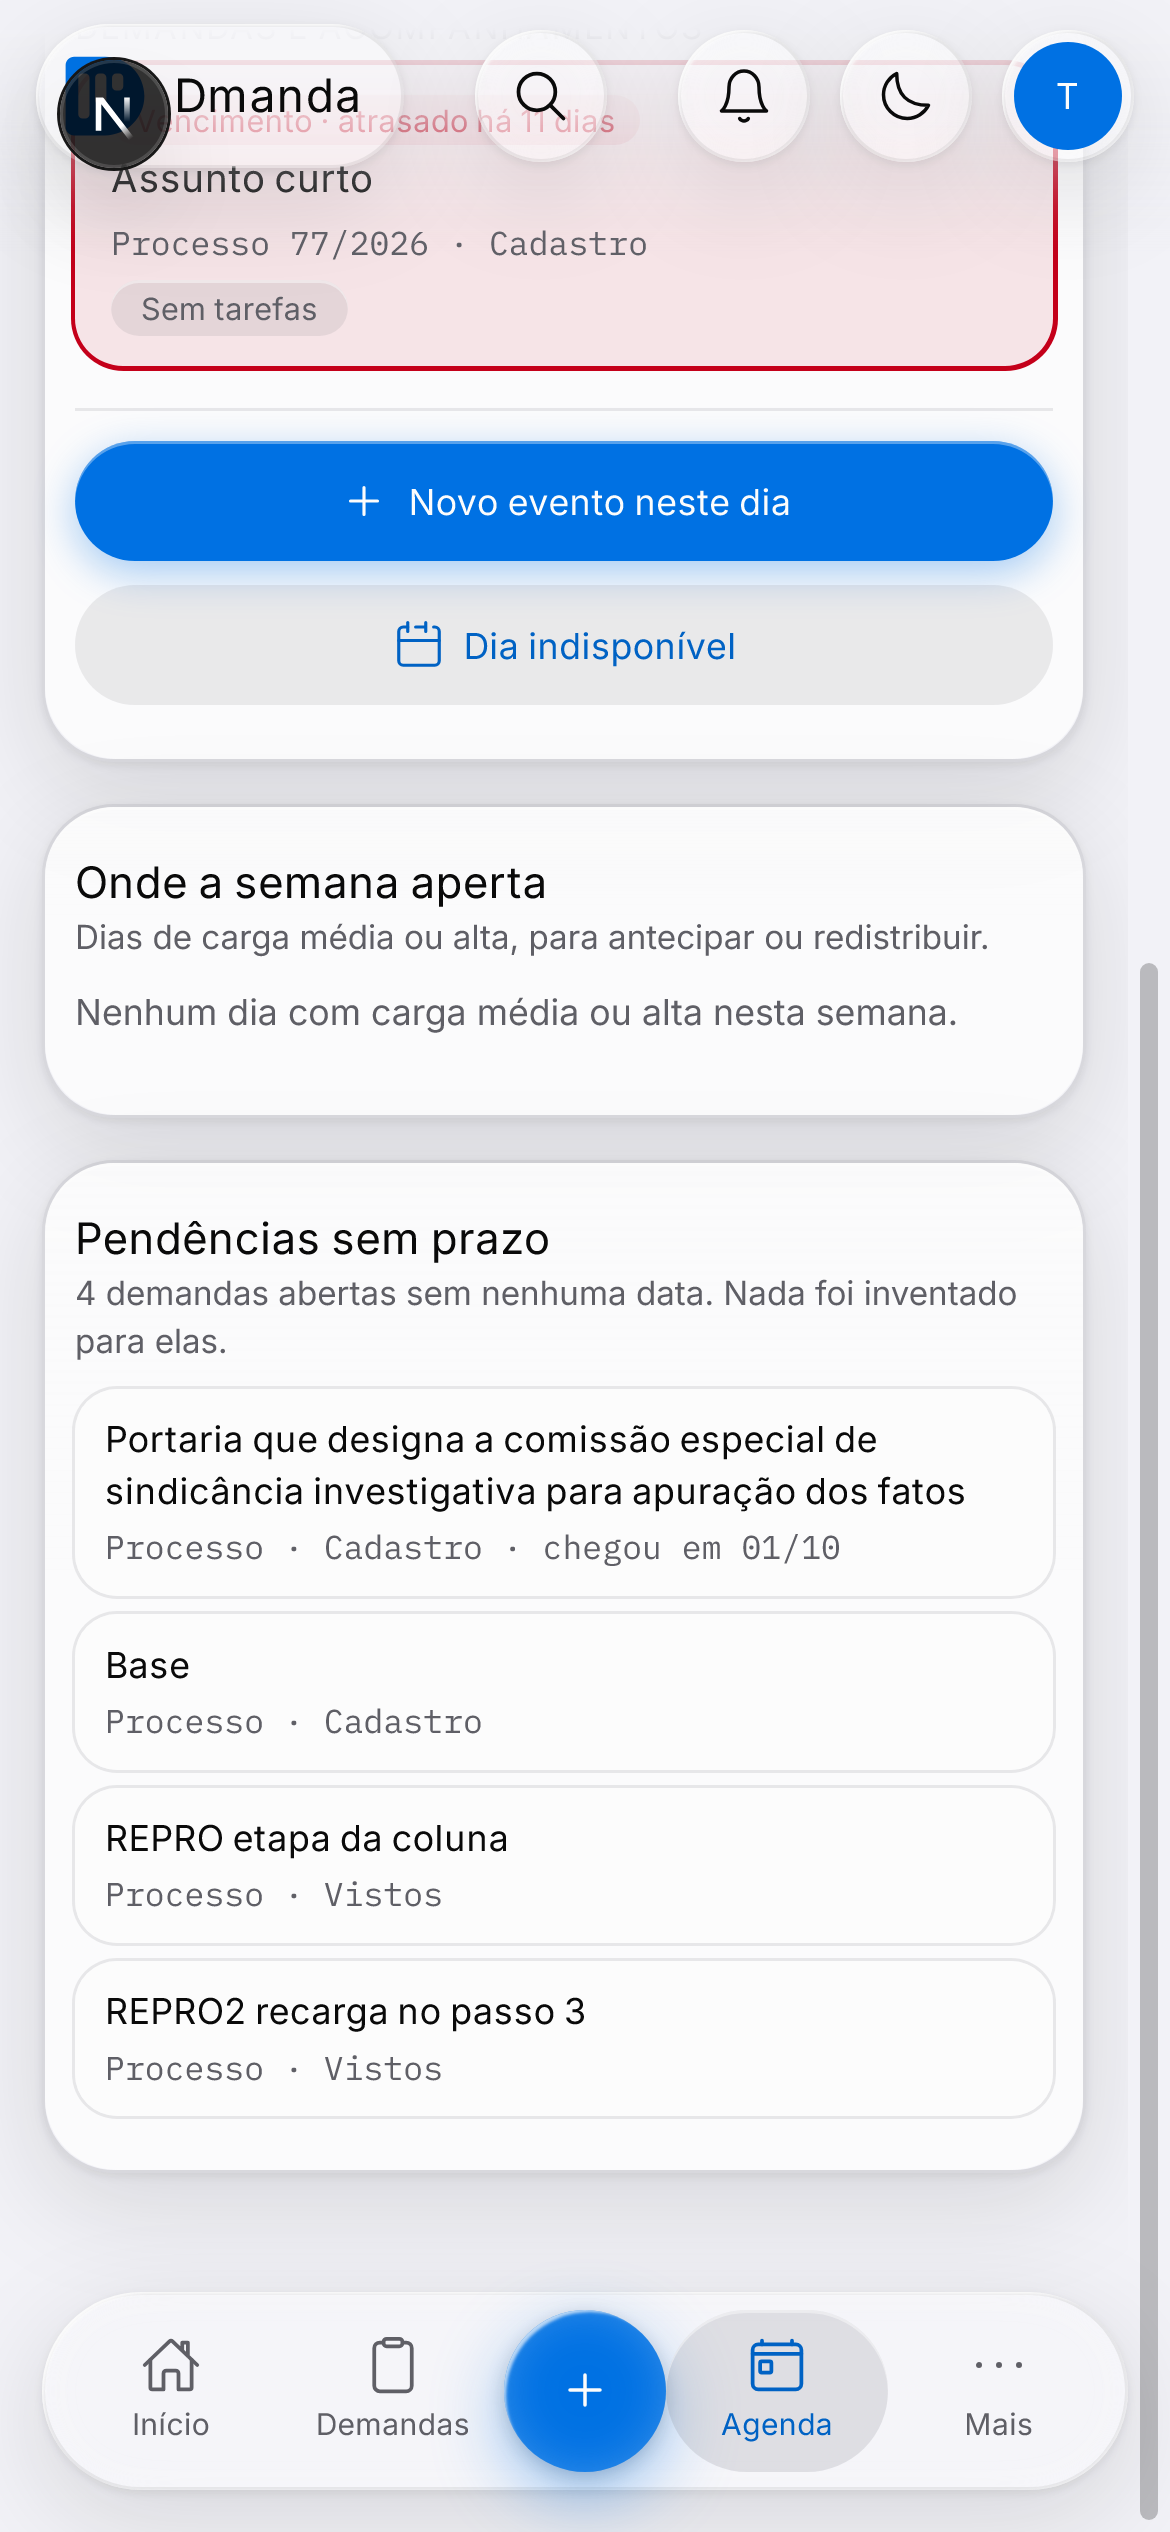 DEMANDAS E ACOMPANHAMENTOS
N
Dmanda
T
Vencimento · atrasado há 11 dias
Assunto curto
Processo 77/2026 · Cadastro
Sem tarefas
Novo evento neste dia
Dia indisponível
Onde a semana aperta
Dias de carga média ou alta, para antecipar ou redistribuir.
Nenhum dia com carga média ou alta nesta semana.
Pendências sem prazo
4 demandas abertas sem nenhuma data. Nada foi inventado
para elas.
Portaria que designa a comissão especial de
sindicância investigativa para apuração dos fatos
Processo · Cadastro · chegou em 01/10
Base
Processo · Cadastro
REPRO etapa da coluna
Processo · Vistos
REPRO2 recarga no passo 3
Processo · Vistos
Início
Demandas
Agenda
Mais